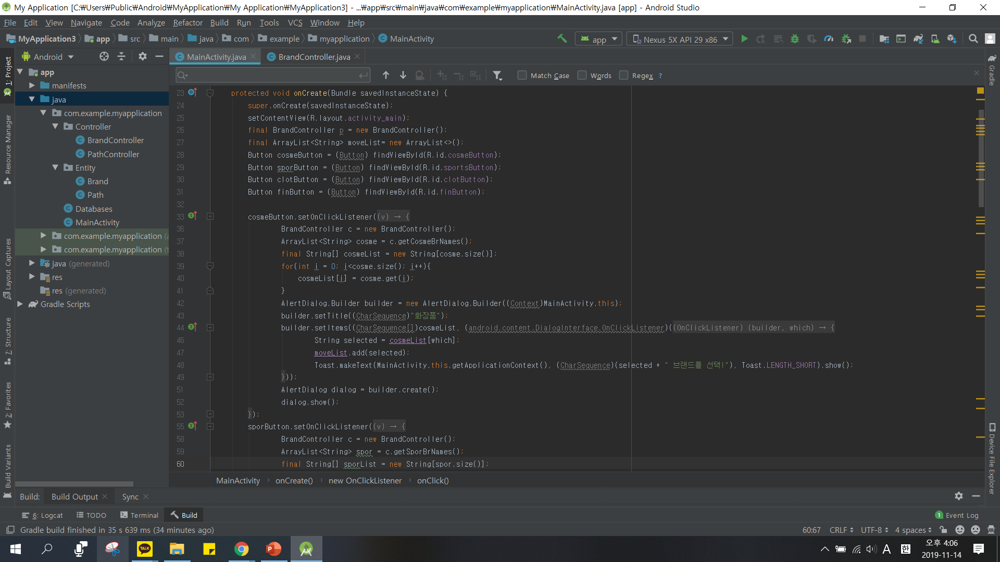 My Application [C:₩Users₩Public₩Android₩MyApplication₩My Application₩MyApplication3] - ...₩app₩src₩main₩java₩com₩example₩myapplication₩MainActivity.java [app] - Android Studio
File Edit View Navigate Code Analyze Refactor Build Run Tools VCS Window Help
MyApplication3 app src main java com example myapplication MainActivity app Nexus 5X API 29 x86
Android MainActivity.java BrandController.java
Match Case Words Regex ?
1: Project
Resource Manager
Layout Captures
7: Structure
2: Favorites
Build Variants
app
manifests
java
com.example.myapplication
Controller
BrandController
PathController
Entity
Brand
Path
Databases
MainActivity
com.example.myapplication (a
com.example.myapplication (t
java (generated)
res
res (generated)
Gradle Scripts
23 protected void onCreate(Bundle savedInstanceState) {
24 super.onCreate(savedInstanceState);
25 setContentView(R.layout.activity_main);
26 final BrandController p = new BrandController();
27 final ArrayList<String> moveList= new ArrayList<>();
28 Button cosmeButton = (Button) findViewById(R.id.cosmeButton);
29 Button sporButton = (Button) findViewById(R.id.sportsButton);
30 Button clotButton = (Button) findViewById(R.id.clotButton);
31 Button finButton = (Button) findViewById(R.id.finButton);
32
33 cosmeButton.setOnClickListener((v) → {
36 BrandController c = new BrandController();
37 ArrayList<String> cosme = c.getCosmeBrNames();
38 final String[] cosmeList = new String[cosme.size()];
39 for(int i = 0; i<cosme.size(); i++){
40 cosmeList[i] = cosme.get(i);
41 }
42 AlertDialog.Builder builder = new AlertDialog.Builder((Context)MainActivity.this);
43 builder.setTitle((CharSequence)"화장품");
44 builder.setItems((CharSequence[])cosmeList, (android.content.DialogInterface.OnClickListener)((OnClickListener) (builder, which) → {
46 String selected = cosmeList[which];
47 moveList.add(selected);
48 Toast.makeText(MainActivity.this.getApplicationContext(), (CharSequence)(selected + " 브랜드를 선택!"), Toast.LENGTH_SHORT).show();
49 }));
51 AlertDialog dialog = builder.create();
52 dialog.show();
53 });
55 sporButton.setOnClickListener((v) → {
58 BrandController c = new BrandController();
59 ArrayList<String> spor = c.getSporBrNames();
60 final String[] sporList = new String[spor.size()];
Gradle
Device File Explorer
MainActivity onCreate() new OnClickListener onClick()
Build: Build Output Sync
6: Logcat TODO Terminal Build 1 Event Log
Gradle build finished in 35 s 639 ms (34 minutes ago) 60:67 CRLF UTF-8 4 spaces
TALK P A 한 오후 4:06
2019-11-14